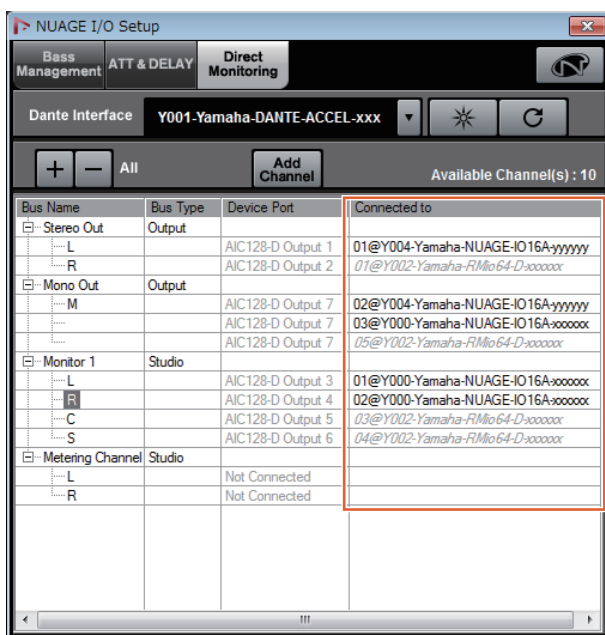 NUAGE I/O Setup
Bass Management ATT & DELAY Direct Monitoring
Dante Interface Y001-Yamaha-DANTE-ACCEL-xxx
+ - All Add Channel Available Channel(s) : 10
Bus Name Bus Type Device Port Connected to
Stereo Out Output
L AIC128-D Output 1 01@Y004-Yamaha-NUAGE-IO16A-yyyyyy
R AIC128-D Output 2 01@Y002-Yamaha-RMio64-D-xxxxxx
Mono Out Output
M AIC128-D Output 7 02@Y004-Yamaha-NUAGE-IO16A-yyyyyy
AIC128-D Output 7 03@Y000-Yamaha-NUAGE-IO16A-xxxxxx
AIC128-D Output 7 05@Y002-Yamaha-RMio64-D-xxxxxx
Monitor 1 Studio
L AIC128-D Output 3 01@Y000-Yamaha-NUAGE-IO16A-xxxxxx
R AIC128-D Output 4 02@Y000-Yamaha-NUAGE-IO16A-xxxxxx
C AIC128-D Output 5 03@Y002-Yamaha-RMio64-D-xxxxxx
S AIC128-D Output 6 04@Y002-Yamaha-RMio64-D-xxxxxx
Metering Channel Studio
L Not Connected
R Not Connected